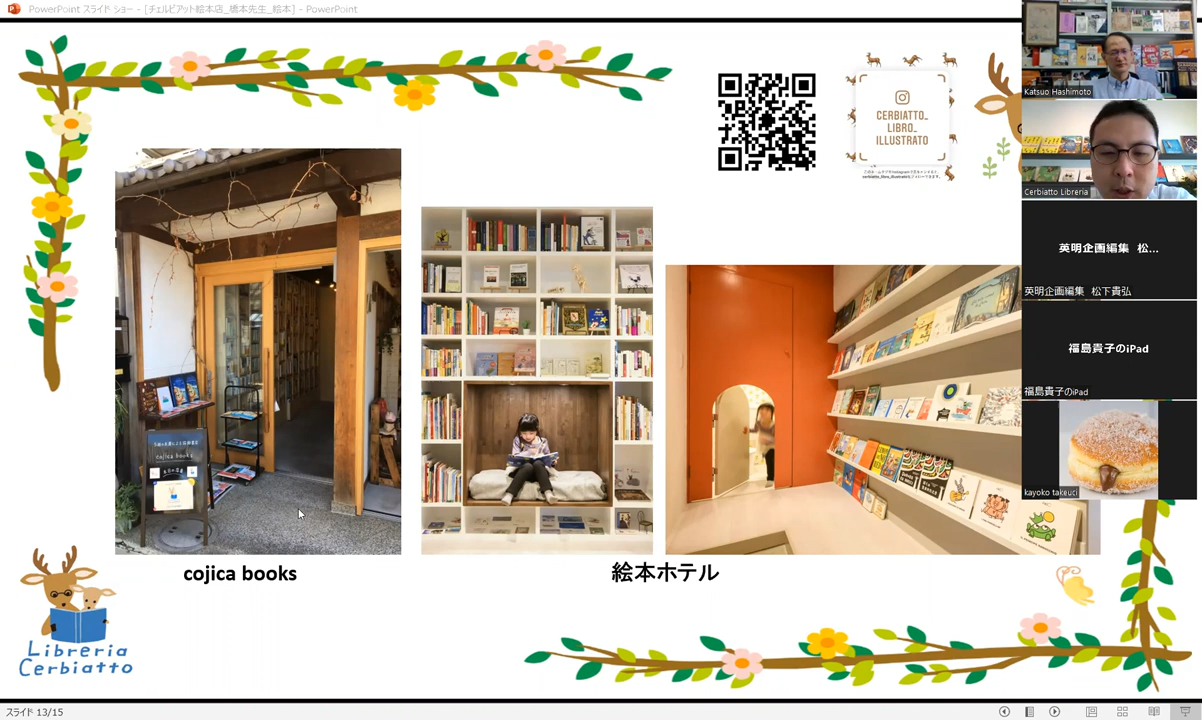 PowerPoint スライド ショー - [チェルビアット絵本店_橋本先生_絵本] - PowerPoint
CERBIATTO_
LIBRO_
ILLUSTRATO
Katsuo Hashimoto
Cerbiatto Libreria
英明企画編集 松...
英明企画編集 松下貴弘
福島貴子のiPad
福島貴子のiPad
kayoko takeuci
cojica books
cojica books
絵本ホテル
Libreria
Cerbiatto
スライド 13/15